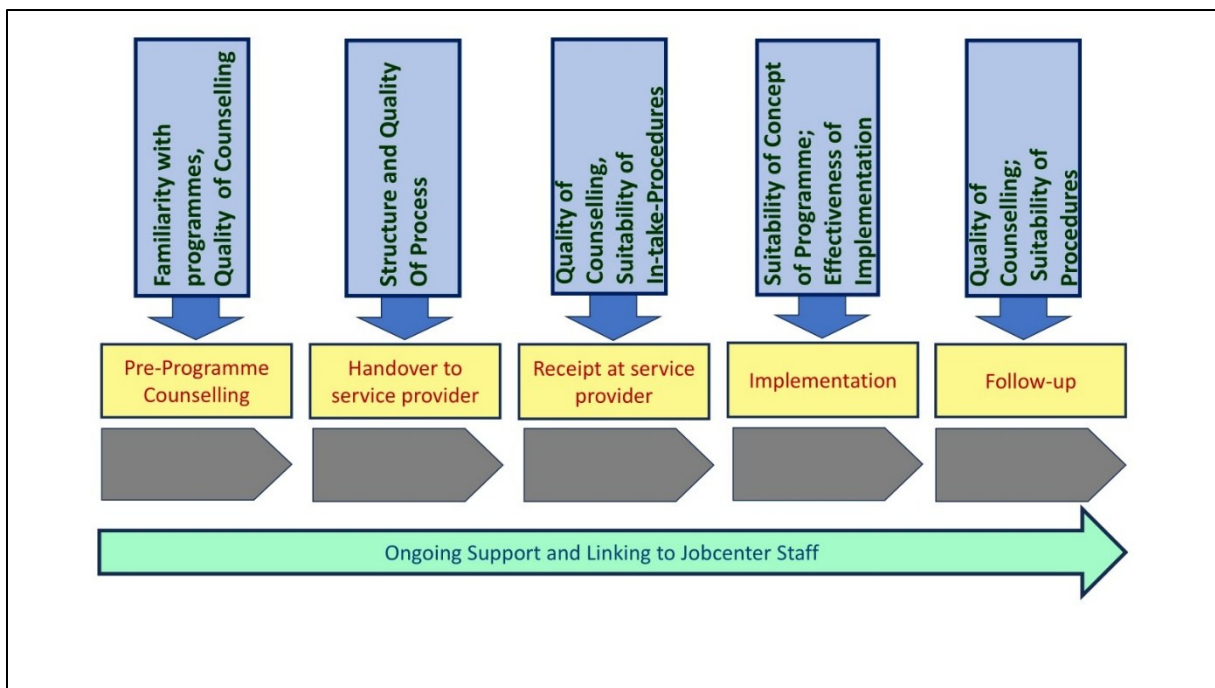 Familiarity with
programmes,
Quality of Counselling
Structure and Quality
Of Process
Quality of
Counselling,
Suitability of
In-take-Procedures
Suitability of Concept
of Programme;
Effectiveness of
Implementation
Quality of
Counselling;
Suitability of
Procedures
Pre-Programme
Counselling
Handover to
service provider
Receipt at service
provider
Implementation
Follow-up
Ongoing Support and Linking to Jobcenter Staff